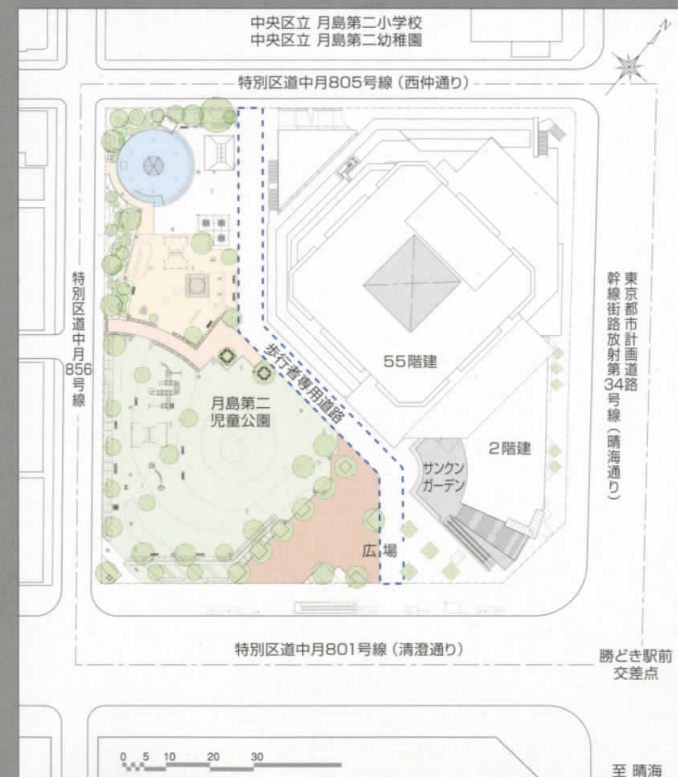 中央区立 月島第二小学校
中央区立 月島第二幼稚園
特別区道中月805号線（西仲通り）
特別区道中月856号線
東京都市計画道路
幹線街路放射第34号線（晴海通り）
歩行者専用道路
55階建
月島第二
児童公園
2階建
サンクン
ガーデン
広場
特別区道中月801号線（清澄通り）
勝どき駅前
交差点
0 5 10 20 30
至 晴海
N